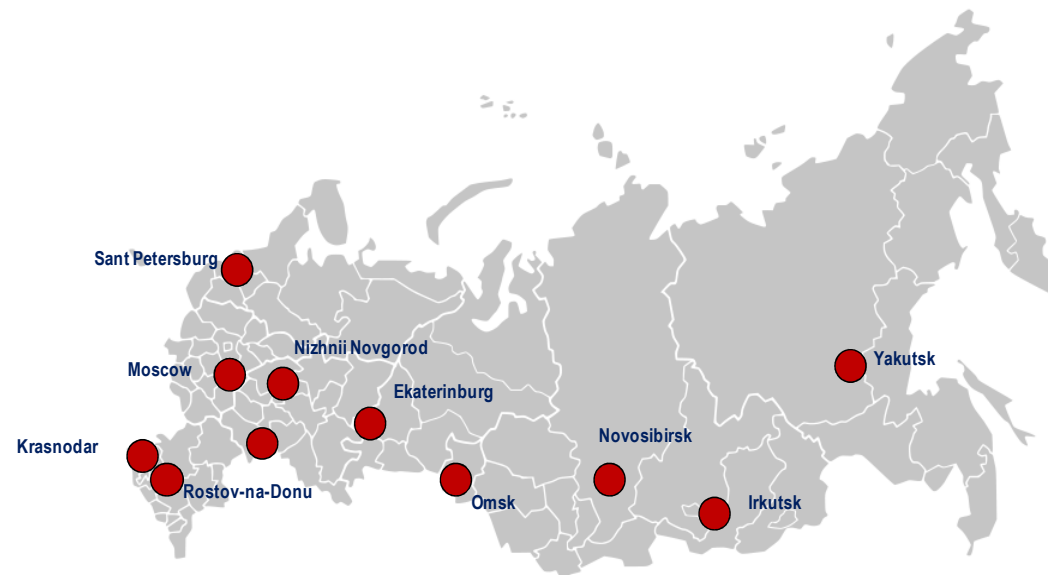 Sant Petersburg
Nizhnii Novgorod
Moscow
Yakutsk
Ekaterinburg
Novosibirsk
Krasnodar
Rostov-na-Donu
Omsk
Irkutsk